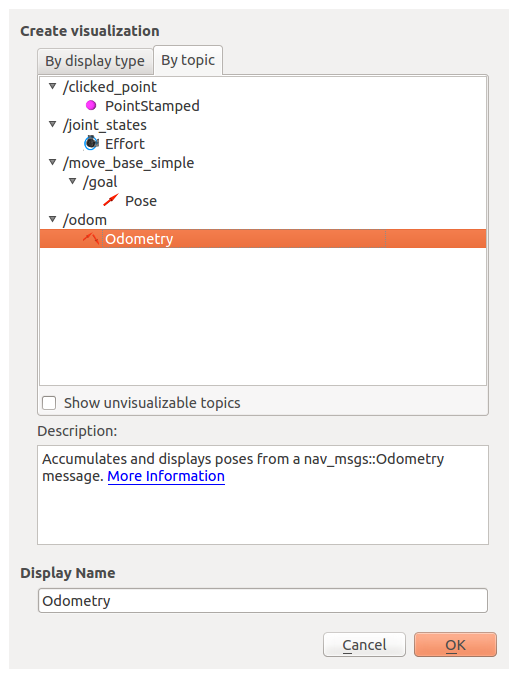 Create visualization
By display type By topic
/clicked_point
PointStamped
/joint_states
Effort
/move_base_simple
/goal
Pose
/odom
Odometry
Show unvisualizable topics
Description:
Accumulates and displays poses from a nav_msgs::Odometry
message. More Information
Display Name
Odometry
Cancel OK